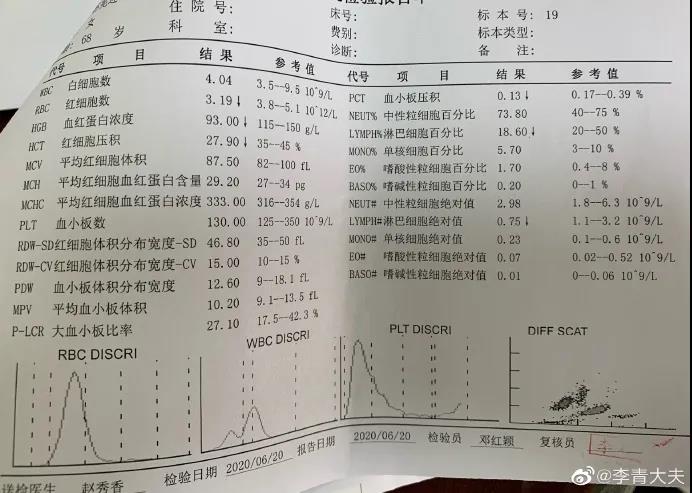 女
住院号:
床号:
标本号: 19
68 岁
科室:
费别:
标本类型:
诊断:
备注:
代号 项目 结果 参考值
WBC 白细胞数 4.04 3.5--9.5 10^9/L
RBC 红细胞数 3.19↓ 3.8--5.1 10^12/L
HGB 血红蛋白浓度 93.00↓ 115--150 g/L
HCT 红细胞压积 27.90↓ 35--45 %
MCV 平均红细胞体积 87.50 82--100 fL
MCH 平均红细胞血红蛋白含量 29.20 27--34 pg
MCHC 平均红细胞血红蛋白浓度 333.00 316--354 g/L
PLT 血小板数 130.00 125--350 10^9/L
RDW-SD 红细胞体积分布宽度-SD 46.80 35--50 fL
RDW-CV 红细胞体积分布宽度-CV 15.00 10--15 %
PDW 血小板体积分布宽度 12.60 9--18.1 fL
MPV 平均血小板体积 10.20 9.1--13.5 fL
P-LCR 大血小板比率 27.10 17.5--42.3 %
代号 项目 结果 参考值
PCT 血小板压积 0.13↓ 0.17--0.39 %
NEUT% 中性粒细胞百分比 73.80 40--75 %
LYMPH% 淋巴细胞百分比 18.60↓ 20--50 %
MONO% 单核细胞百分比 5.70 3--10 %
EO% 嗜酸性粒细胞百分比 1.70 0.4--8 %
BASO% 嗜碱性粒细胞百分比 0.20 0--1 %
NEUT# 中性粒细胞绝对值 2.98 1.8--6.3 10^9/L
LYMPH# 淋巴细胞绝对值 0.75↓ 1.1--3.2 10^9/L
MONO# 单核细胞绝对值 0.23 0.1--0.6 10^9/L
EO# 嗜酸性粒细胞绝对值 0.07 0.02--0.52 10^9/L
BASO# 嗜碱性粒细胞绝对值 0.01 0--0.06 10^9/L
RBC DISCRI
WBC DISCRI
PLT DISCRI
DIFF SCAT
送检医生 赵秀香 检验日期 2020/06/20 报告日期 2020/06/20 检验员 邓红颖 复核员
@李青大夫